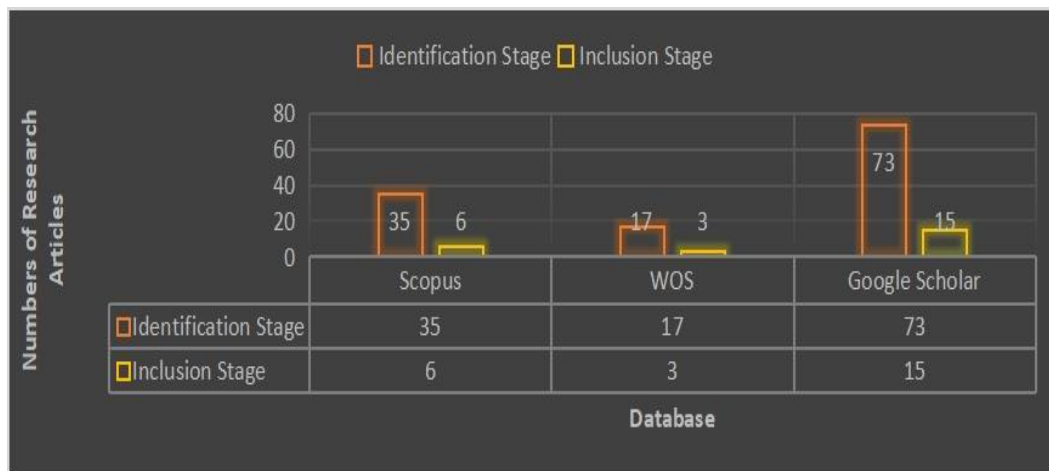 Identification Stage Inclusion Stage
Numbers of Research
Articles
80
60
40
20
0
35 6 17 3 73 15
Scopus WOS Google Scholar
Identification Stage 35 17 73
Inclusion Stage 6 3 15
Database